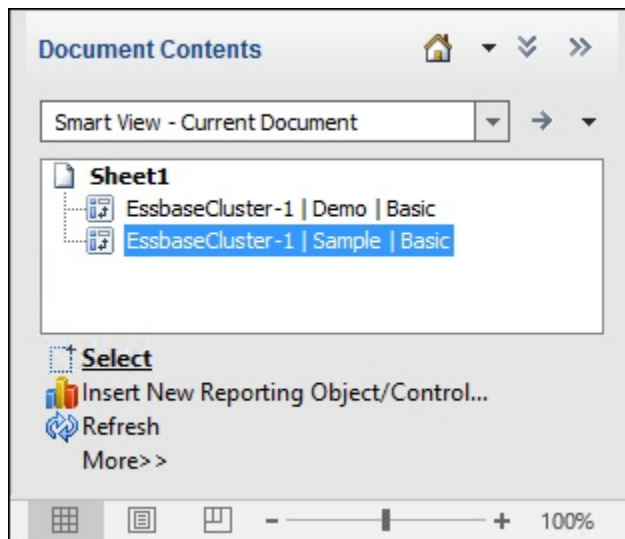 Document Contents
Smart View - Current Document
Sheet1
EssbaseCluster-1 | Demo | Basic
EssbaseCluster-1 | Sample | Basic
Select
Insert New Reporting Object/Control...
Refresh
More>>
100%